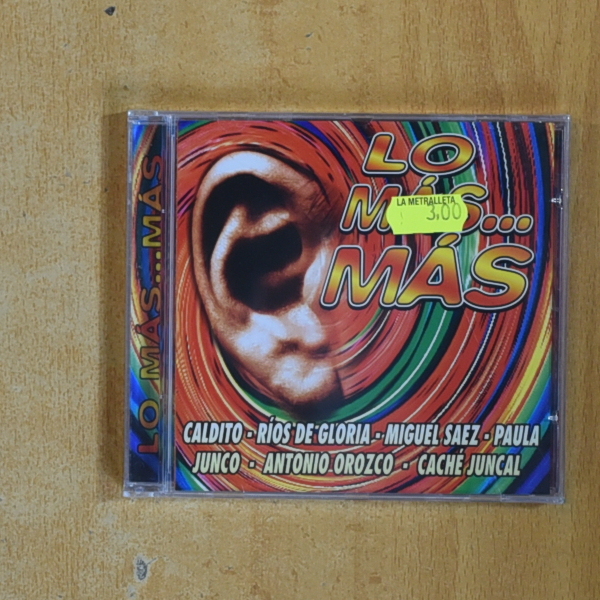 LO MÁS...MÁS
LO
MÁS...
MÁS
LA METRALLETA
3,00
CALDITO - RÍOS DE GLORIA - MIGUEL SAEZ - PAULA
JUNCO - ANTONIO OROZCO - CACHÉ JUNCAL